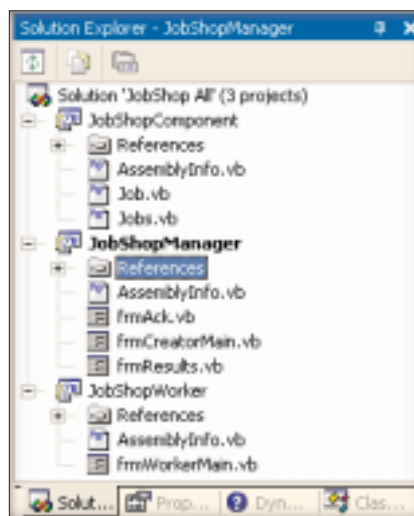 Solution Explorer - JobShopManager
Solution 'JobShop All' (3 projects)
JobShopComponent
References
AssemblyInfo.vb
Job.vb
Jobs.vb
JobShopManager
References
AssemblyInfo.vb
frmAck.vb
frmCreatorMain.vb
frmResults.vb
JobShopWorker
References
AssemblyInfo.vb
frmWorkerMain.vb
Solut... Prop... Dyn... Clas...